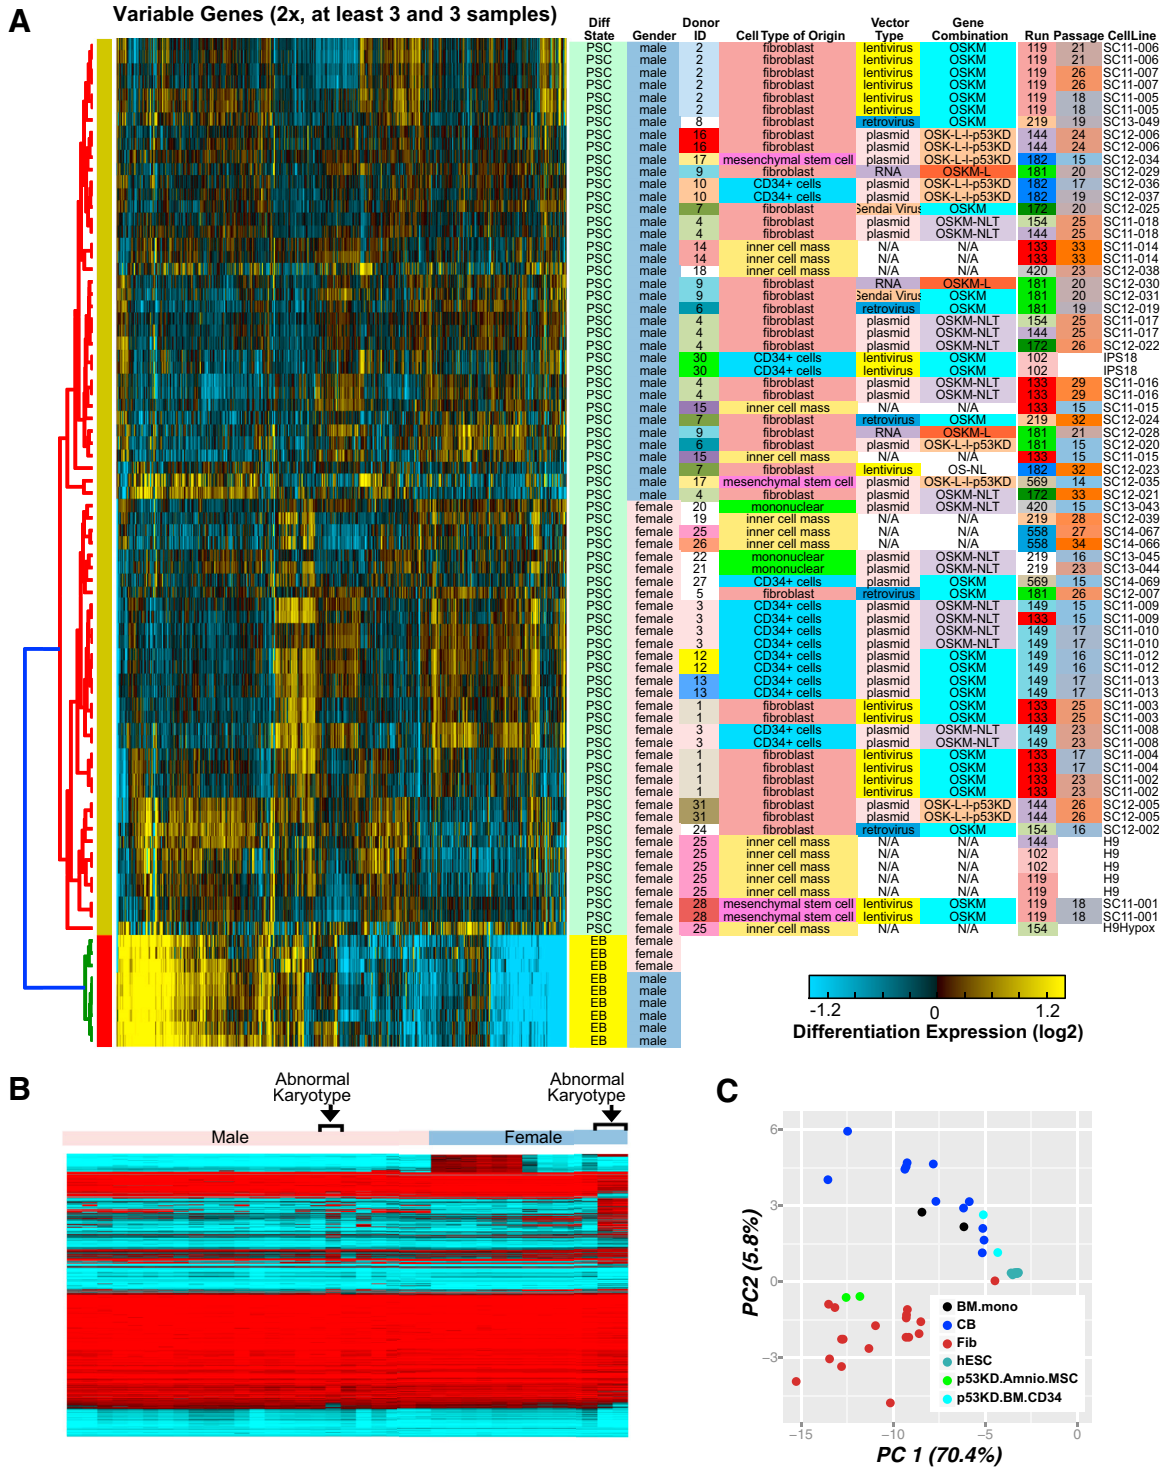 A
Variable Genes (2x, at least 3 and 3 samples)
Diff State Gender Donor ID Cell Type of Origin Vector Type Gene Combination Run Passage CellLine
PSC male 2 fibroblast lentivirus OSKM 119 21 SC11-006
PSC male 2 fibroblast lentivirus OSKM 119 21 SC11-006
PSC male 2 fibroblast lentivirus OSKM 119 26 SC11-007
PSC male 2 fibroblast lentivirus OSKM 119 26 SC11-007
PSC male 2 fibroblast lentivirus OSKM 119 18 SC11-005
PSC male 2 fibroblast lentivirus OSKM 119 18 SC11-005
PSC male 8 fibroblast retrovirus OSKM 219 19 SC13-049
PSC male 16 fibroblast plasmid OSK-L-I-p53KD 144 24 SC12-006
PSC male 16 fibroblast plasmid OSK-L-I-p53KD 144 24 SC12-006
PSC male 17 mesenchymal stem cell plasmid OSK-L-I-p53KD 182 15 SC12-034
PSC male 9 fibroblast RNA OSKM-L 181 20 SC12-029
PSC male 10 CD34+ cells plasmid OSK-L-I-p53KD 182 17 SC12-036
PSC male 10 CD34+ cells plasmid OSK-L-I-p53KD 182 19 SC12-037
PSC male 7 fibroblast Sendai Virus OSKM 172 20 SC12-025
PSC male 4 fibroblast plasmid OSKM-NLT 154 25 SC11-018
PSC male 4 fibroblast plasmid OSKM-NLT 144 25 SC11-018
PSC male 14 inner cell mass N/A N/A 133 33 SC11-014
PSC male 14 inner cell mass N/A N/A 133 33 SC11-014
PSC male 18 inner cell mass N/A N/A 420 23 SC12-038
PSC male 9 fibroblast RNA OSKM-L 181 20 SC12-030
PSC male 9 fibroblast Sendai Virus OSKM 181 20 SC12-031
PSC male 6 fibroblast retrovirus OSKM 181 19 SC12-019
PSC male 4 fibroblast plasmid OSKM-NLT 154 25 SC11-017
PSC male 4 fibroblast plasmid OSKM-NLT 144 25 SC11-017
PSC male 4 fibroblast plasmid OSKM-NLT 172 26 SC12-022
PSC male 30 CD34+ cells lentivirus OSKM 102 IPS18
PSC male 30 CD34+ cells lentivirus OSKM 102 IPS18
PSC male 4 fibroblast plasmid OSKM-NLT 133 29 SC11-016
PSC male 4 fibroblast plasmid OSKM-NLT 133 29 SC11-016
PSC male 15 inner cell mass N/A N/A 133 15 SC11-015
PSC male 7 fibroblast retrovirus OSKM 219 32 SC12-024
PSC male 9 fibroblast RNA OSKM-L 181 21 SC12-028
PSC male 6 fibroblast plasmid OSK-L-I-p53KD 181 15 SC12-020
PSC male 15 inner cell mass N/A N/A 133 15 SC11-015
PSC male 7 fibroblast lentivirus OS-NL 182 32 SC12-023
PSC male 17 mesenchymal stem cell plasmid OSK-L-I-p53KD 569 14 SC12-035
PSC male 4 fibroblast plasmid OSKM-NLT 172 33 SC12-021
PSC female 20 mononuclear plasmid OSKM-NLT 420 15 SC13-043
PSC female 19 inner cell mass N/A N/A 219 28 SC12-039
PSC female 25 inner cell mass N/A N/A 558 27 SC14-067
PSC female 26 inner cell mass N/A N/A 558 34 SC14-066
PSC female 22 mononuclear plasmid OSKM-NLT 219 16 SC13-045
PSC female 21 mononuclear plasmid OSKM-NLT 219 23 SC13-044
PSC female 27 CD34+ cells plasmid OSKM 569 15 SC14-069
PSC female 5 fibroblast retrovirus OSKM 181 26 SC12-007
PSC female 3 CD34+ cells plasmid OSKM-NLT 149 15 SC11-009
PSC female 3 CD34+ cells plasmid OSKM-NLT 133 15 SC11-009
PSC female 3 CD34+ cells plasmid OSKM-NLT 149 17 SC11-010
PSC female 3 CD34+ cells plasmid OSKM-NLT 149 17 SC11-010
PSC female 12 CD34+ cells plasmid OSKM 149 16 SC11-012
PSC female 12 CD34+ cells plasmid OSKM 149 16 SC11-012
PSC female 13 CD34+ cells plasmid OSKM 149 17 SC11-013
PSC female 13 CD34+ cells plasmid OSKM 149 17 SC11-013
PSC female 1 fibroblast lentivirus OSKM 133 25 SC11-003
PSC female 1 fibroblast lentivirus OSKM 133 25 SC11-003
PSC female 3 CD34+ cells plasmid OSKM-NLT 149 23 SC11-008
PSC female 3 CD34+ cells plasmid OSKM-NLT 149 23 SC11-008
PSC female 1 fibroblast lentivirus OSKM 133 17 SC11-004
PSC female 1 fibroblast lentivirus OSKM 133 17 SC11-004
PSC female 1 fibroblast lentivirus OSKM 133 23 SC11-002
PSC female 1 fibroblast lentivirus OSKM 133 23 SC11-002
PSC female 31 fibroblast plasmid OSK-L-I-p53KD 144 26 SC12-005
PSC female 31 fibroblast plasmid OSK-L-I-p53KD 144 26 SC12-005
PSC female 24 fibroblast retrovirus OSKM 154 16 SC12-002
PSC female 25 inner cell mass N/A N/A 144 H9
PSC female 25 inner cell mass N/A N/A 102 H9
PSC female 25 inner cell mass N/A N/A 102 H9
PSC female 25 inner cell mass N/A N/A 119 H9
PSC female 25 inner cell mass N/A N/A 119 H9
PSC female 28 mesenchymal stem cell lentivirus OSKM 119 18 SC11-001
PSC female 28 mesenchymal stem cell lentivirus OSKM 119 18 SC11-001
PSC female 25 inner cell mass N/A N/A 154 H9Hypox
EB female
EB female
EB female
EB male
EB male
EB male
EB male
EB male
EB male
-1.2 0 1.2
Differentiation Expression (log2)
B
Abnormal Karyotype
Abnormal Karyotype
Male Female
C
PC2 (5.8%)
6
3
0
−3
BM.mono
CB
Fib
hESC
p53KD.Amnio.MSC
p53KD.BM.CD34
−15 −10 −5 0
PC 1 (70.4%)